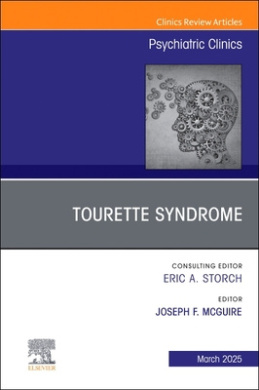 Clinics Review Articles
Psychiatric Clinics
TOURETTE SYNDROME
CONSULTING EDITOR
ERIC A. STORCH
EDITOR
JOSEPH F. MCGUIRE
ELSEVIER
March 2025